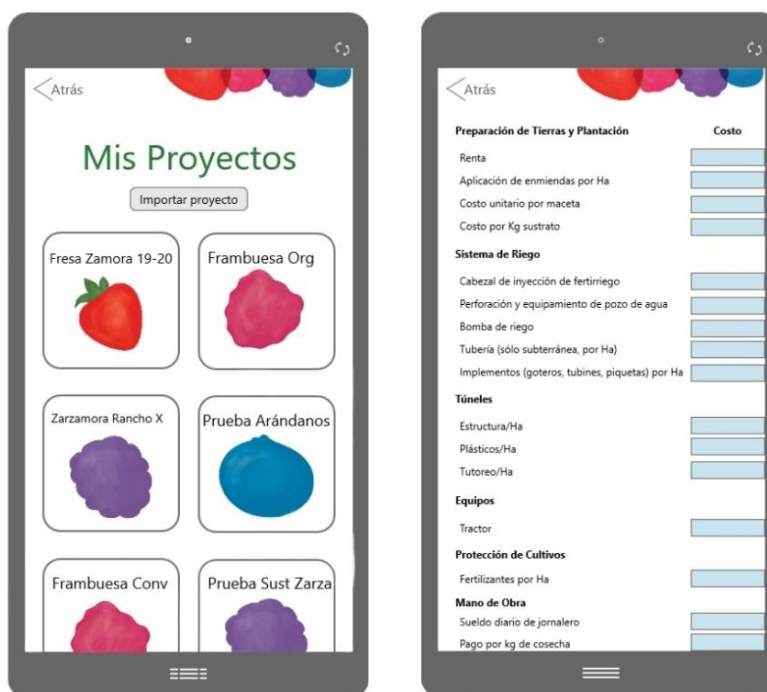 Atrás
Mis Proyectos
Importar proyecto
Fresa Zamora 19-20
Frambuesa Org
Zarzamora Rancho X
Prueba Arándanos
Frambuesa Conv
Prueba Sust Zarza
Atrás
Preparación de Tierras y Plantación Costo
Renta
Aplicación de enmiendas por Ha
Costo unitario por maceta
Costo por Kg sustrato
Sistema de Riego
Cabezal de inyección de fertirriego
Perforación y equipamiento de pozo de agua
Bomba de riego
Tubería (sólo subterránea, por Ha)
Implementos (goteros, tubines, piquetas) por Ha
Túneles
Estructura/Ha
Plásticos/Ha
Tutoreo/Ha
Equipos
Tractor
Protección de Cultivos
Fertilizantes por Ha
Mano de Obra
Sueldo diario de jornalero
Pago por kg de cosecha